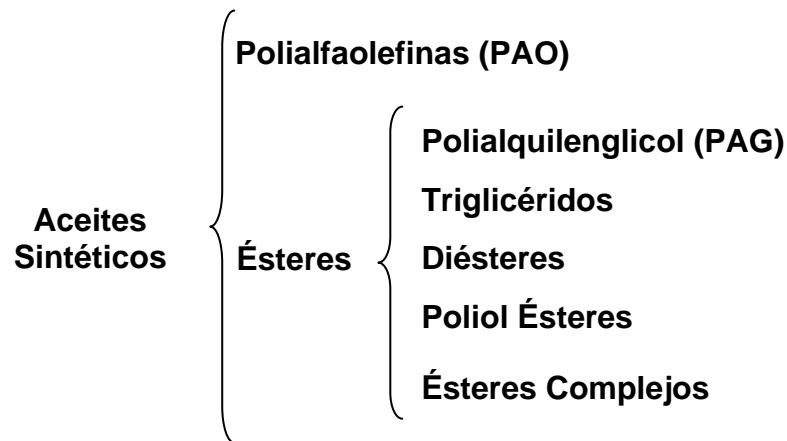 Polialfaolefinas (PAO)
Polialquilenglicol (PAG)
Triglicéridos
Aceites
Sintéticos
Ésteres
Diésteres
Poliol Ésteres
Ésteres Complejos